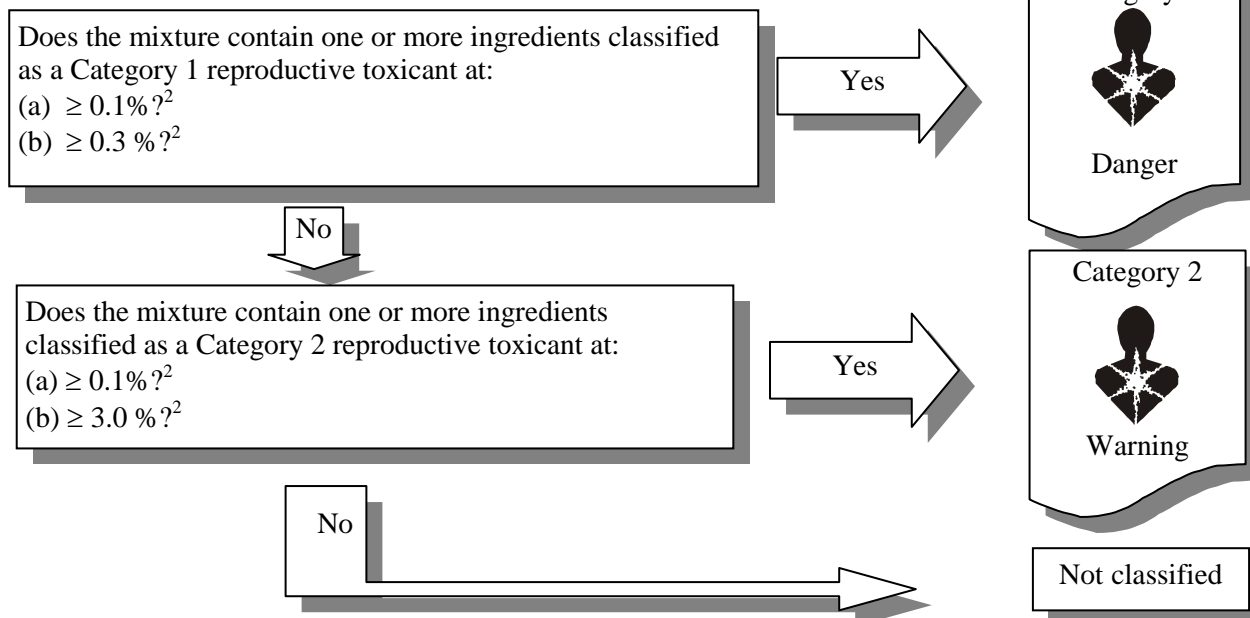 Does the mixture contain one or more ingredients classified
as a Category 1 reproductive toxicant at:
(a) ≥ 0.1%?²
(b) ≥ 0.3 %?²
Yes
Danger
No
Does the mixture contain one or more ingredients
classified as a Category 2 reproductive toxicant at:
(a) ≥ 0.1%?²
(b) ≥ 3.0 %?²
Yes
Category 2
Warning
No
Not classified